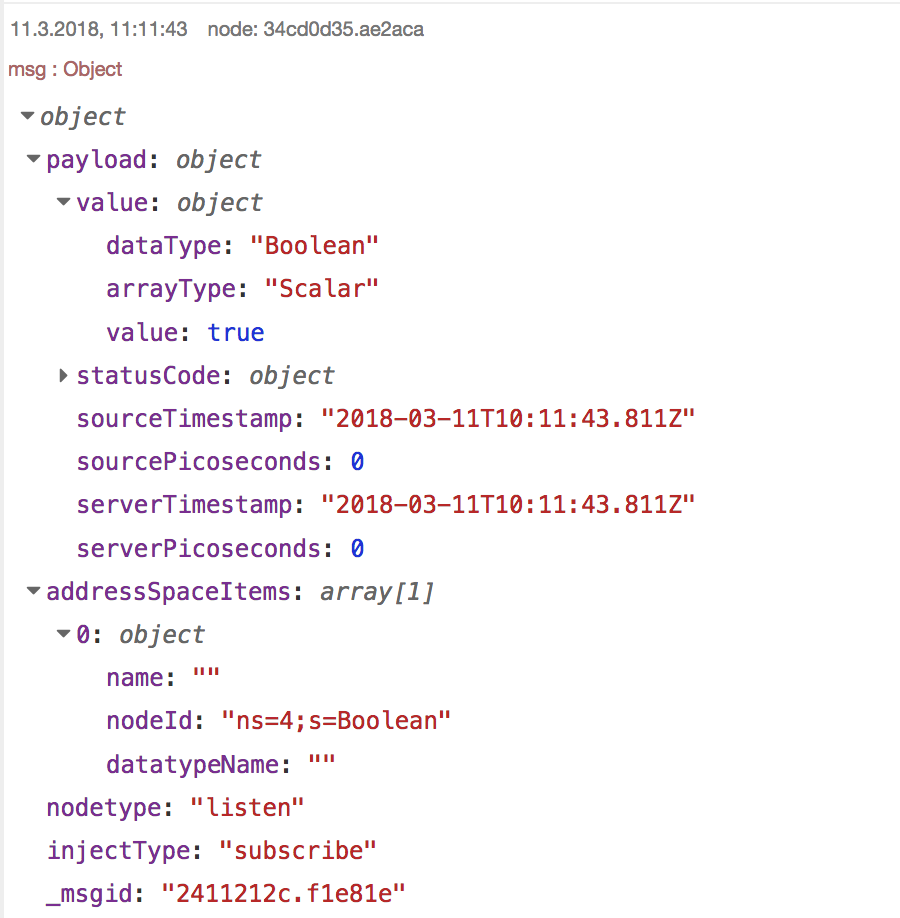 11.3.2018, 11:11:43 node: 34cd0d35.ae2aca
msg : Object
object
payload: object
value: object
dataType: "Boolean"
arrayType: "Scalar"
value: true
statusCode: object
sourceTimestamp: "2018-03-11T10:11:43.811Z"
sourcePicoseconds: 0
serverTimestamp: "2018-03-11T10:11:43.811Z"
serverPicoseconds: 0
addressSpaceItems: array[1]
0: object
name: ""
nodeId: "ns=4;s=Boolean"
datatypeName: ""
nodetype: "listen"
injectType: "subscribe"
_msgid: "2411212c.f1e81e"